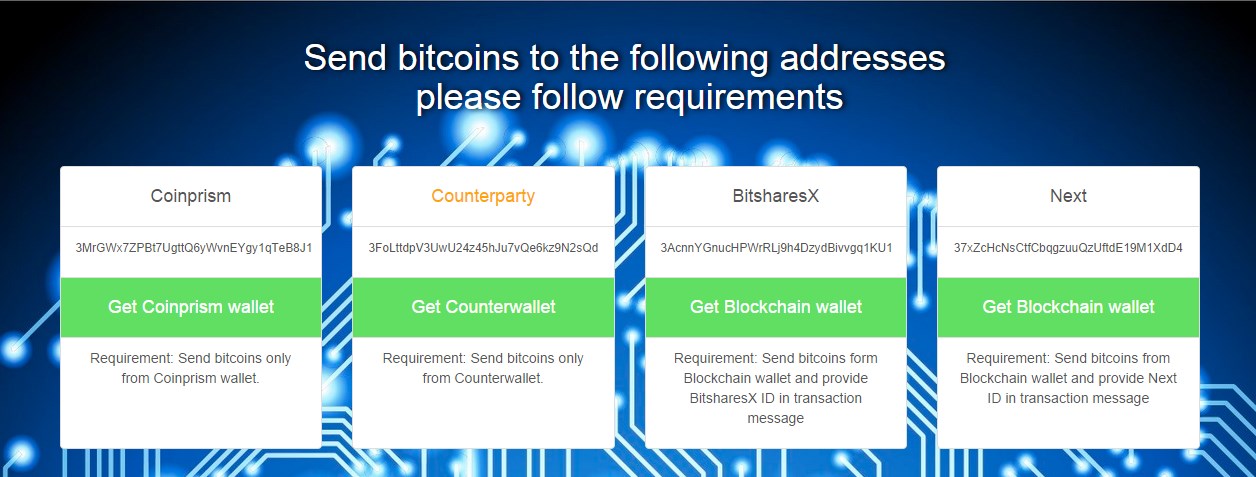 Send bitcoins to the following addresses
please follow requirements
Coinprism
3MrGWx7ZPBt7UgttQ6yWvnEYgy1qTeB8J1
Get Coinprism wallet
Requirement: Send bitcoins only
from Coinprism wallet.
Counterparty
3FoLttdpV3UwU24z45hJu7vQe6kz9N2sQd
Get Counterwallet
Requirement: Send bitcoins only
from Counterwallet.
BitsharesX
3AcnnYGnucHPWrRLj9h4DzydBivvgq1KU1
Get Blockchain wallet
Requirement: Send bitcoins form
Blockchain wallet and provide
BitsharesX ID in transaction
message
Next
37xZcHcNsCtfCbqgzuuQzUftdE19M1XdD4
Get Blockchain wallet
Requirement: Send bitcoins from
Blockchain wallet and provide Next
ID in transaction message